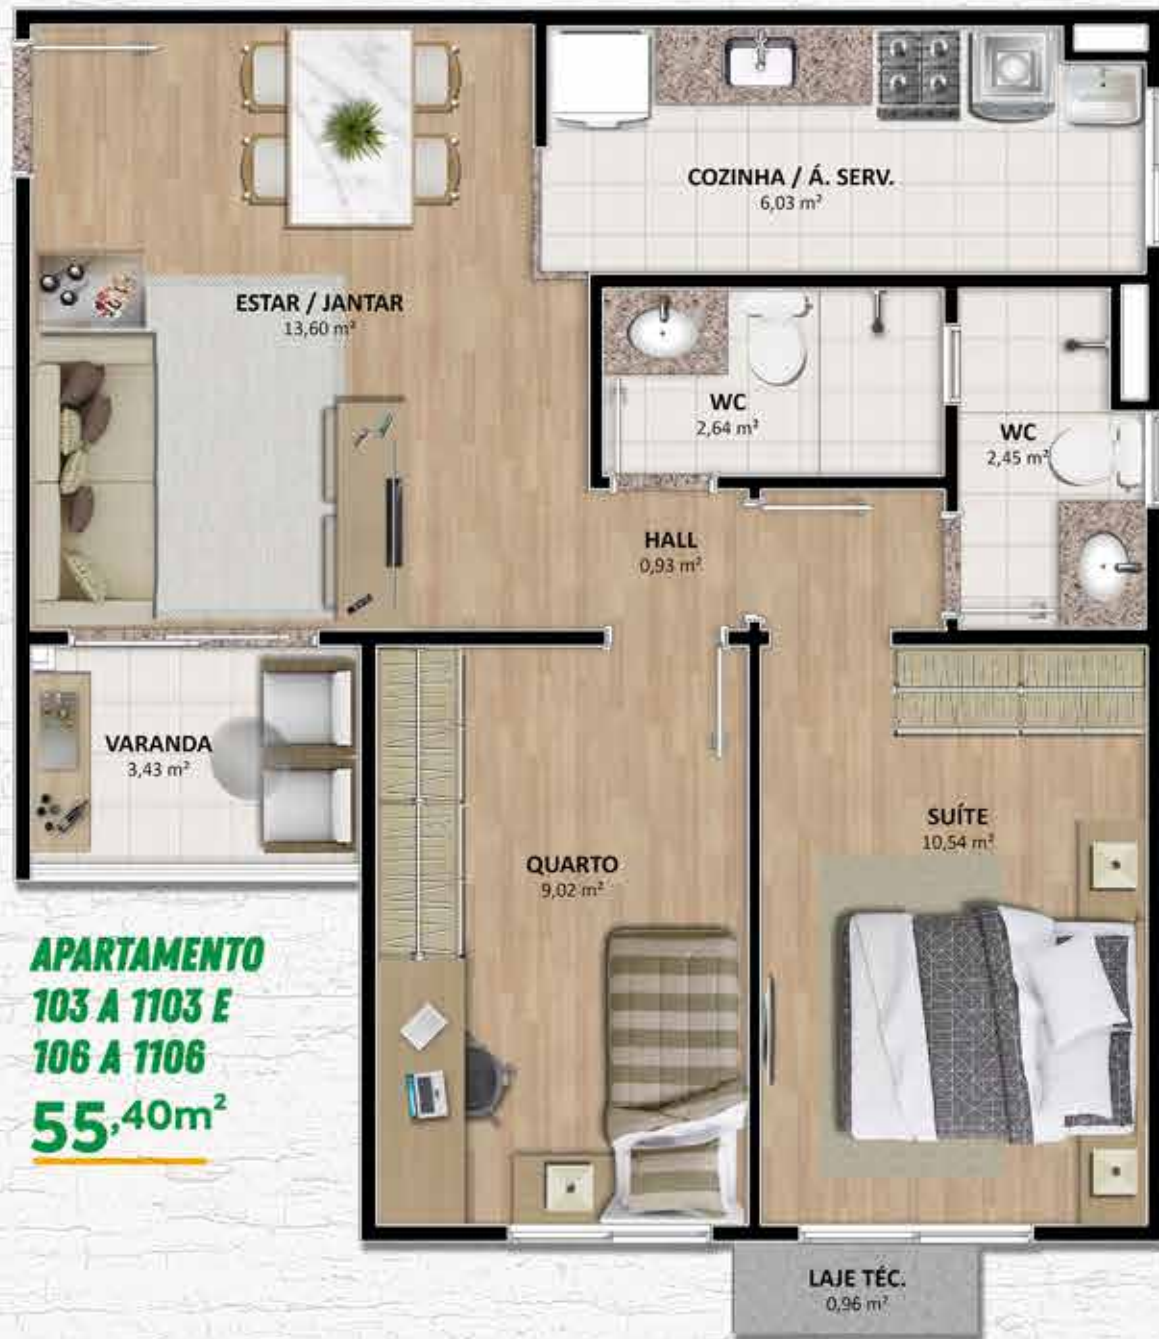 COZINHA / Á. SERV.
6,03 m²
ESTAR / JANTAR
13,60 m²
WC
2,64 m²
WC
2,45 m²
HALL
0,93 m²
VARANDA
3,43 m²
SUÍTE
10,54 m²
QUARTO
9,02 m²
APARTAMENTO
103 A 1103 E
106 A 1106
55,40m²
LAJE TÉC.
0,96 m²